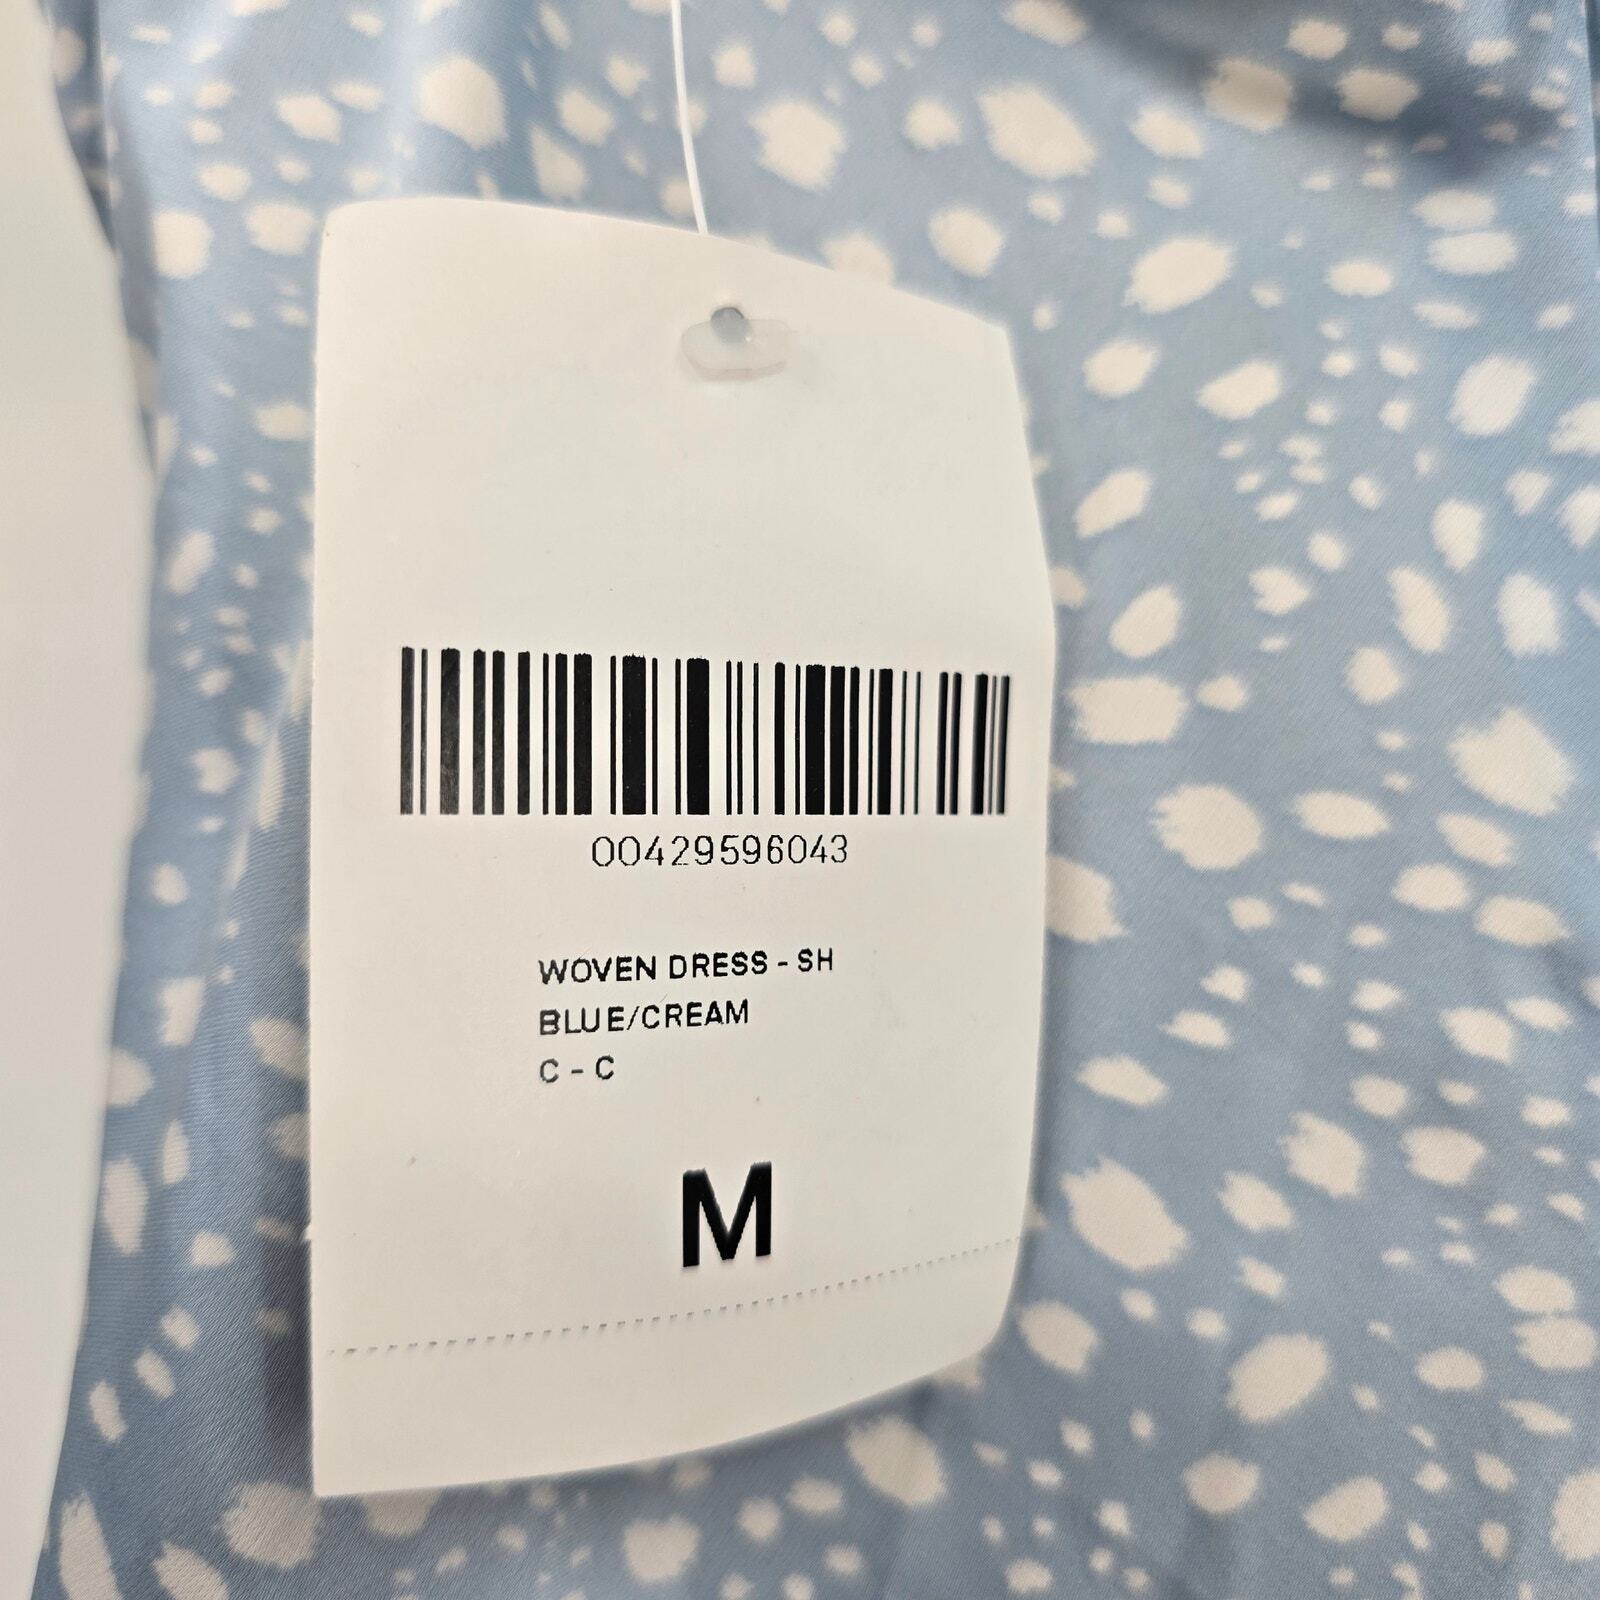 00429596043
WOVEN DRESS - SH
BLUE/CREAM
C - C
M